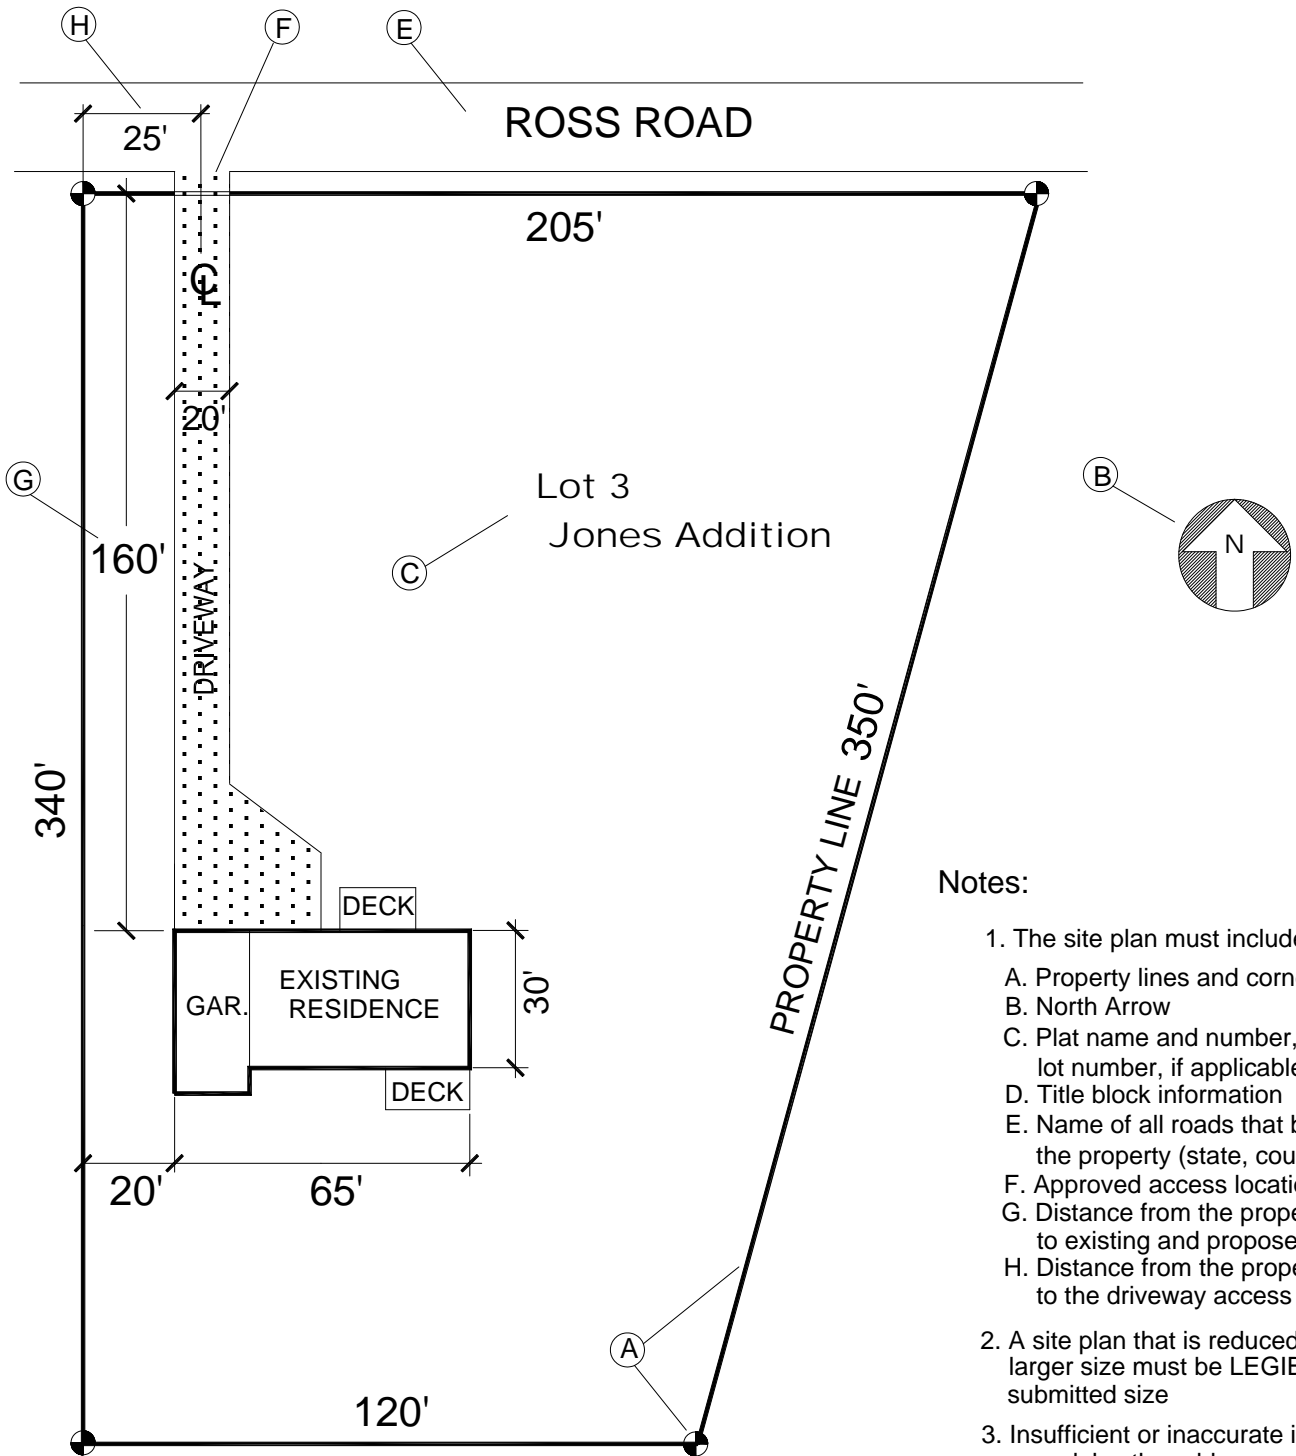 H
F
E
ROSS ROAD
25'
205'
CL
20'
G
Lot 3
Jones Addition
B
N
160'
C
DRIVEWAY
340'
PROPERTY LINE 350'
DECK
EXISTING
RESIDENCE
GAR.
30'
DECK
20'
65'
A
120'
Notes:
1. The site plan must include
A. Property lines and corn
B. North Arrow
C. Plat name and number,
lot number, if applicable
D. Title block information
E. Name of all roads that b
the property (state, cou
F. Approved access locatio
G. Distance from the prope
to existing and propose
H. Distance from the prope
to the driveway access
2. A site plan that is reduced
larger size must be LEGIB
submitted size
3. Insufficient or inaccurate i